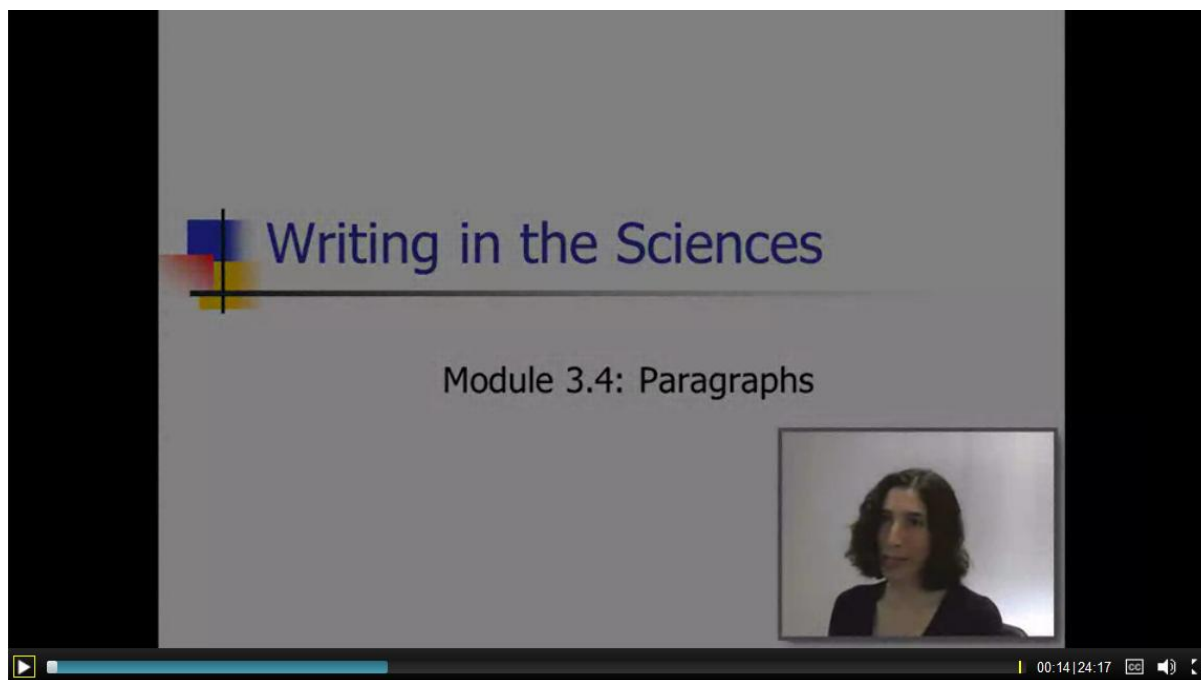 Writing in the Sciences
Module 3.4: Paragraphs
00:14|24:17 CC